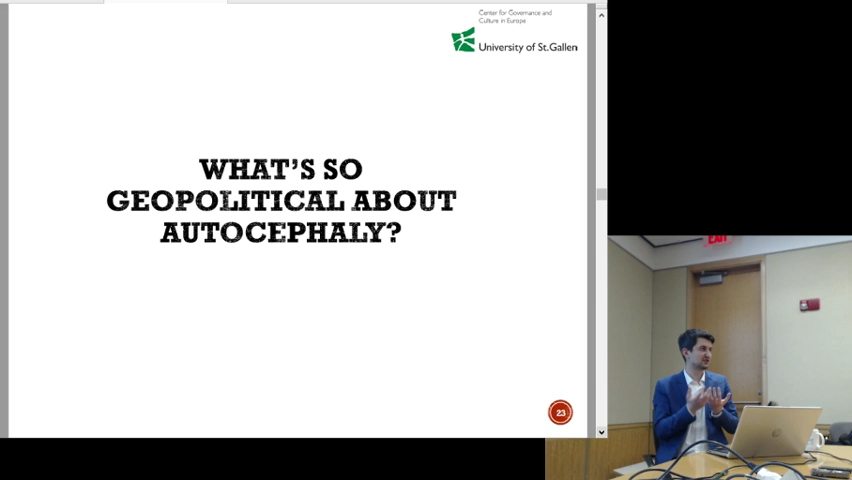 Center for Governance and
Culture in Europe
University of St.Gallen
WHAT'S SO
GEOPOLITICAL ABOUT
AUTOCEPHALY?
23
EXIT